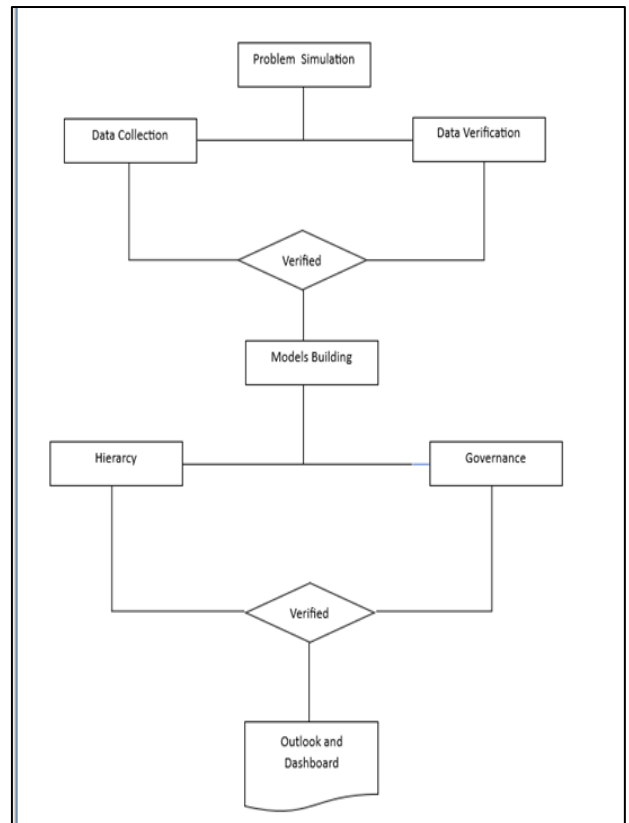 Problem Simulation
Data Collection
Data Verification
Verified
Models Building
Hierarcy
Governance
Verified
Outlook and
Dashboard